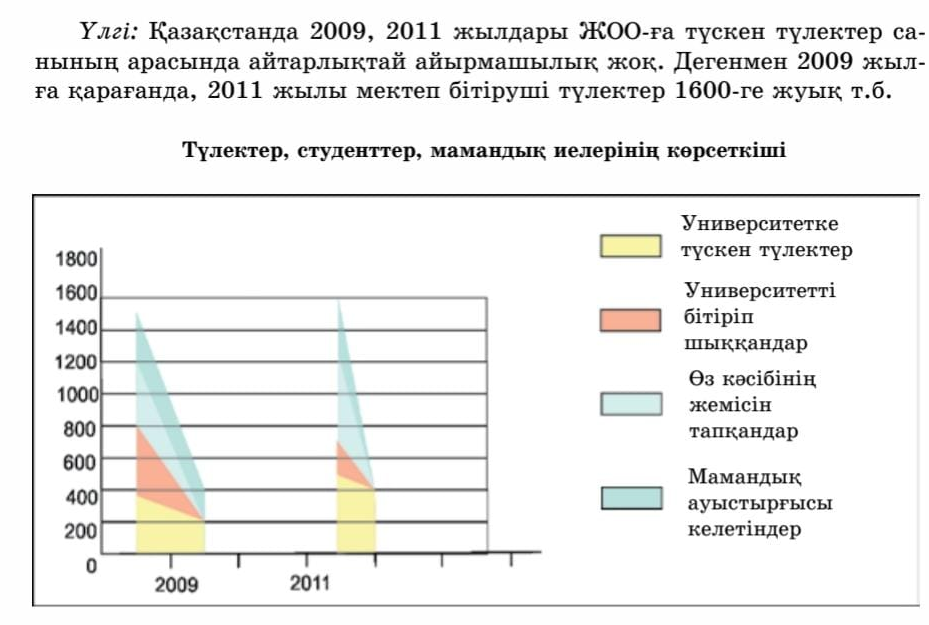 Үлгі: Қазақстанда 2009, 2011 жылдары ЖОО-ға түскен түлектер са-
нының арасында айтарлықтай айырмашылық жоқ. Дегенмен 2009 жыл-
ға қарағанда, 2011 жылы мектеп бітіруші түлектер 1600-ге жуық т.б.
Түлектер, студенттер, мамандық иелерінің көрсеткіші
1800
1600
1400
1200
1000
800
600
400
200
0
2009
2011
Университетке
түскен түлектер
Университетті
бітіріп
шыққандар
Өз кәсібінің
жемісін
тапқандар
Мамандық
ауыстырғысы
келетіндер